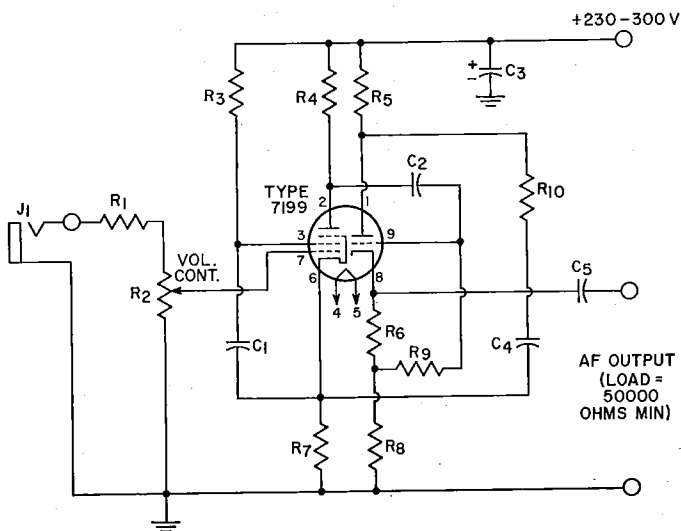 +230-300 V
R3
R4
R5
+
-
C3
C2
R10
TYPE
7199
2
1
J1
R1
3
7
9
VOL.
CONT.
R2
6
8
4
5
C5
R6
C1
R9
C4
AF OUTPUT
(LOAD =
50000
OHMS MIN)
R7
R8